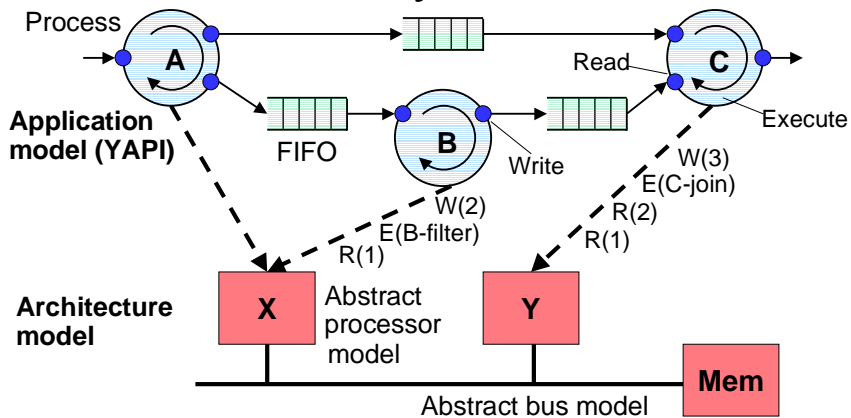 Process
A
C
Read
Application
model (YAPI)
FIFO
B
Write
Execute
W(3)
E(C-join)
R(2)
R(1)
W(2)
E(B-filter)
R(1)
Architecture
model
X
Abstract
processor
model
Y
Mem
Abstract bus model